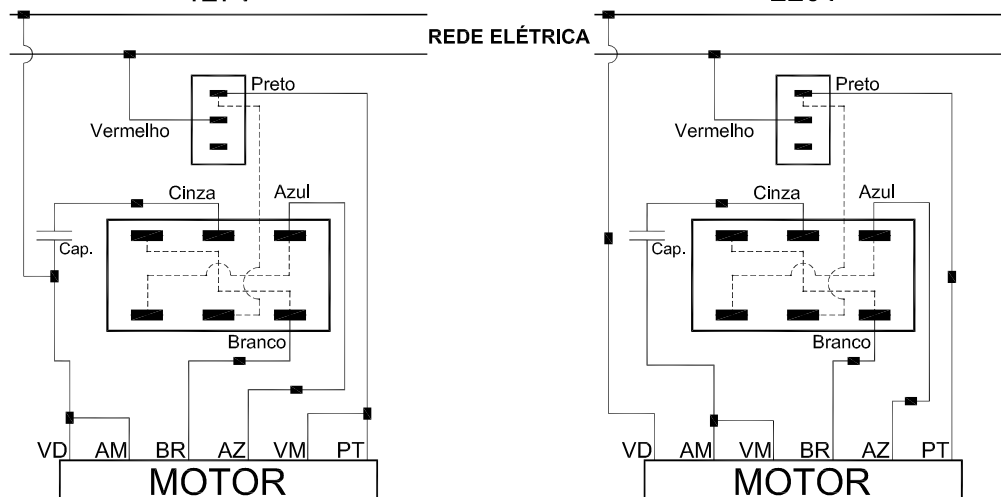 REDE ELÉTRICA
Preto
Vermelho
Cinza
Azul
Cap.
Branco
VD AM BR AZ VM PT
MOTOR
Preto
Vermelho
Cinza
Azul
Cap.
Branco
VD AM VM BR AZ PT
MOTOR